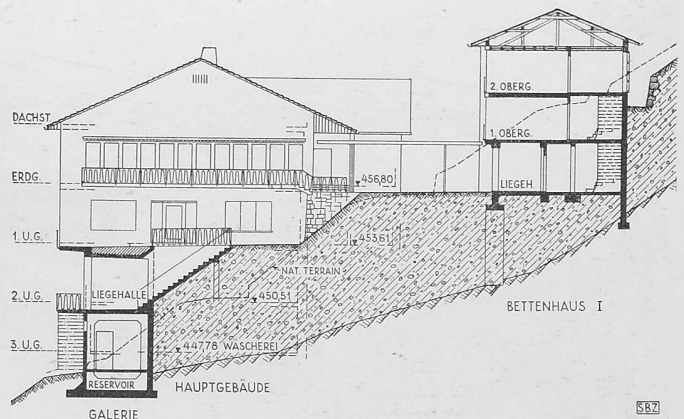 2. OBERG.
DACHST.
1. OBERG.
ERDG.
456,80
LIEGEH
1. U.G.
453,61
NAT. TERRAIN
LIEGEHALLE
450,51
2. U.G.
BETTENHAUS I
3. U.G.
447,78 WASCHEREI
RESERVOIR
HAUPTGEBÄUDE
GALERIE
SBZ